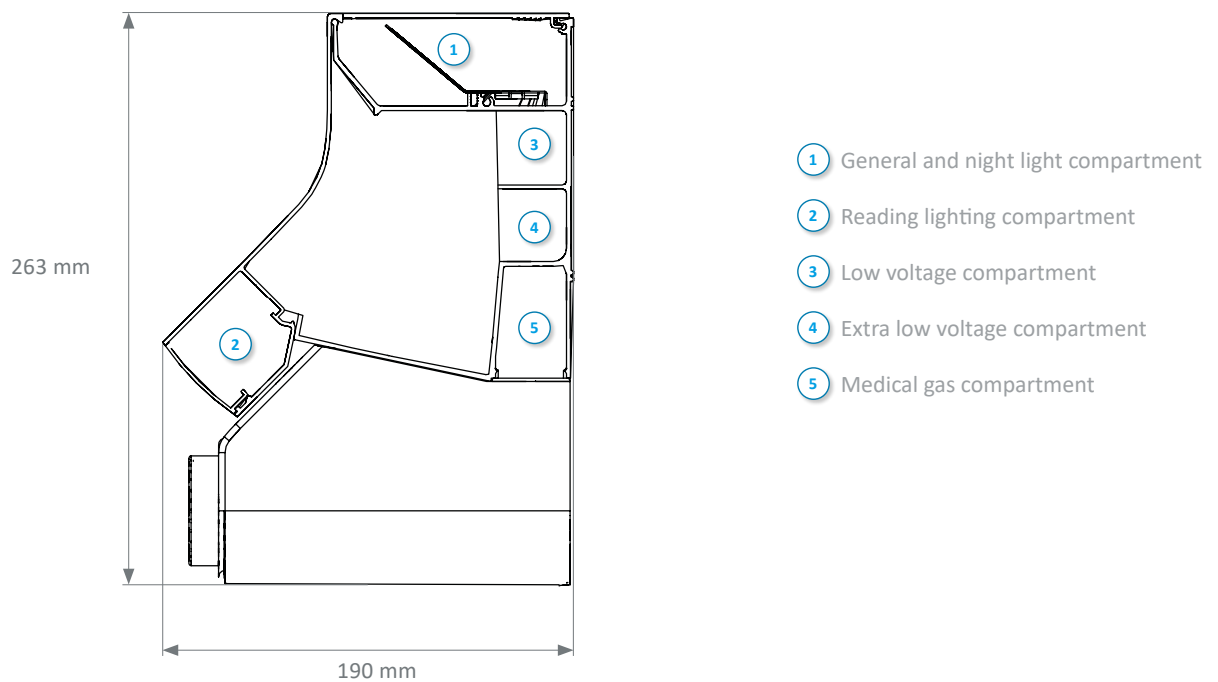 1
3
4
5
2
263 mm
190 mm
1 General and night light compartment
2 Reading lighting compartment
3 Low voltage compartment
4 Extra low voltage compartment
5 Medical gas compartment